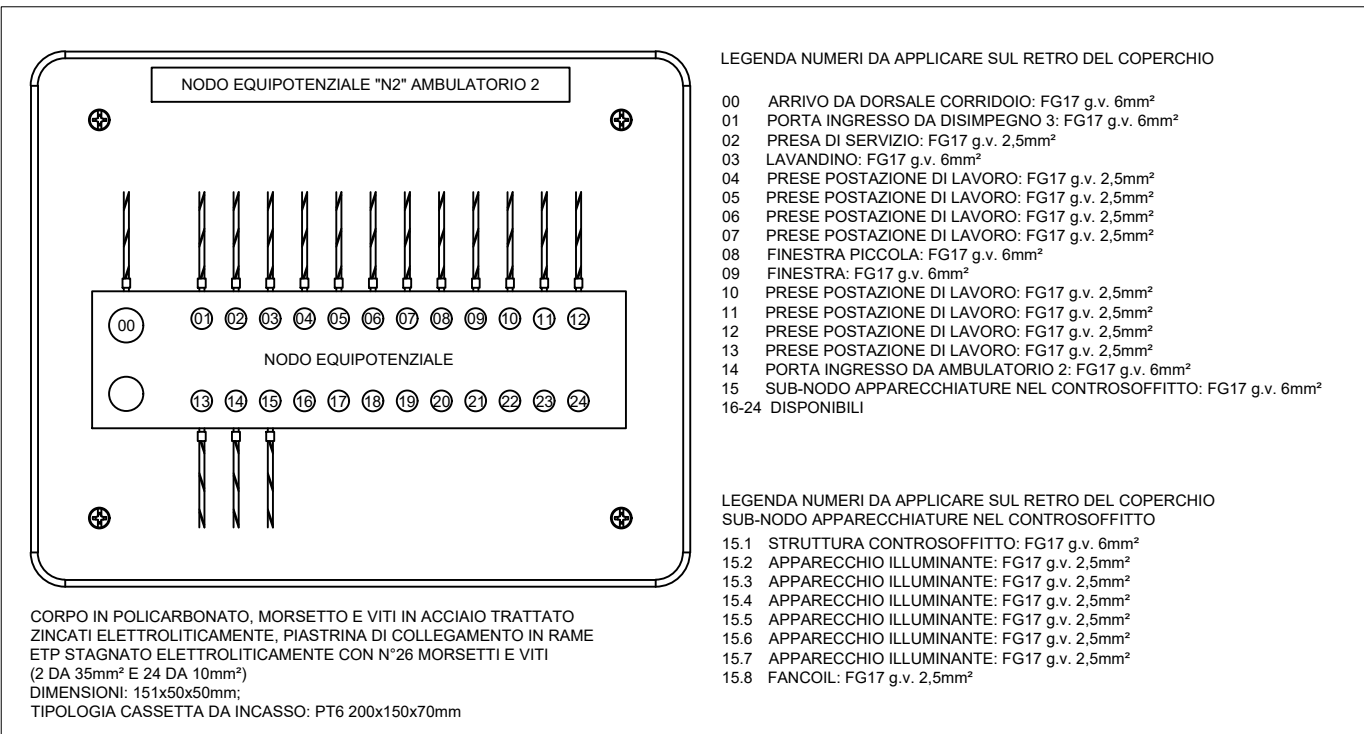 NODO EQUIPOTENZIALE "N2" AMBULATORIO 2
00
01 02 03 04 05 06 07 08 09 10 11 12
NODO EQUIPOTENZIALE
13 14 15 16 17 18 19 20 21 22 23 24
CORPO IN POLICARBONATO, MORSETTO E VITI IN ACCIAIO TRATTATO
ZINCATI ELETTROLITICAMENTE, PIASTRINA DI COLLEGAMENTO IN RAME
ETP STAGNATO ELETTROLITICAMENTE CON N°26 MORSETTI E VITI
(2 DA 35mm² E 24 DA 10mm²)
DIMENSIONI: 151x50x50mm;
TIPOLOGIA CASSETTA DA INCASSO: PT6 200x150x70mm
LEGENDA NUMERI DA APPLICARE SUL RETRO DEL COPERCHIO
00 ARRIVO DA DORSALE CORRIDOIO: FG17 g.v. 6mm²
01 PORTA INGRESSO DA DISIMPEGNO 3: FG17 g.v. 6mm²
02 PRESA DI SERVIZIO: FG17 g.v. 2,5mm²
03 LAVANDINO: FG17 g.v. 6mm²
04 PRESE POSTAZIONE DI LAVORO: FG17 g.v. 2,5mm²
05 PRESE POSTAZIONE DI LAVORO: FG17 g.v. 2,5mm²
06 PRESE POSTAZIONE DI LAVORO: FG17 g.v. 2,5mm²
07 PRESE POSTAZIONE DI LAVORO: FG17 g.v. 2,5mm²
08 FINESTRA PICCOLA: FG17 g.v. 6mm²
09 FINESTRA: FG17 g.v. 6mm²
10 PRESE POSTAZIONE DI LAVORO: FG17 g.v. 2,5mm²
11 PRESE POSTAZIONE DI LAVORO: FG17 g.v. 2,5mm²
12 PRESE POSTAZIONE DI LAVORO: FG17 g.v. 2,5mm²
13 PRESE POSTAZIONE DI LAVORO: FG17 g.v. 2,5mm²
14 PORTA INGRESSO DA AMBULATORIO 2: FG17 g.v. 6mm²
15 SUB-NODO APPARECCHIATURE NEL CONTROSOFFITTO: FG17 g.v. 6mm²
16-24 DISPONIBILI
LEGENDA NUMERI DA APPLICARE SUL RETRO DEL COPERCHIO
SUB-NODO APPARECCHIATURE NEL CONTROSOFFITTO
15.1 STRUTTURA CONTROSOFFITTO: FG17 g.v. 6mm²
15.2 APPARECCHIO ILLUMINANTE: FG17 g.v. 2,5mm²
15.3 APPARECCHIO ILLUMINANTE: FG17 g.v. 2,5mm²
15.4 APPARECCHIO ILLUMINANTE: FG17 g.v. 2,5mm²
15.5 APPARECCHIO ILLUMINANTE: FG17 g.v. 2,5mm²
15.6 APPARECCHIO ILLUMINANTE: FG17 g.v. 2,5mm²
15.7 APPARECCHIO ILLUMINANTE: FG17 g.v. 2,5mm²
15.8 FANCOIL: FG17 g.v. 2,5mm²